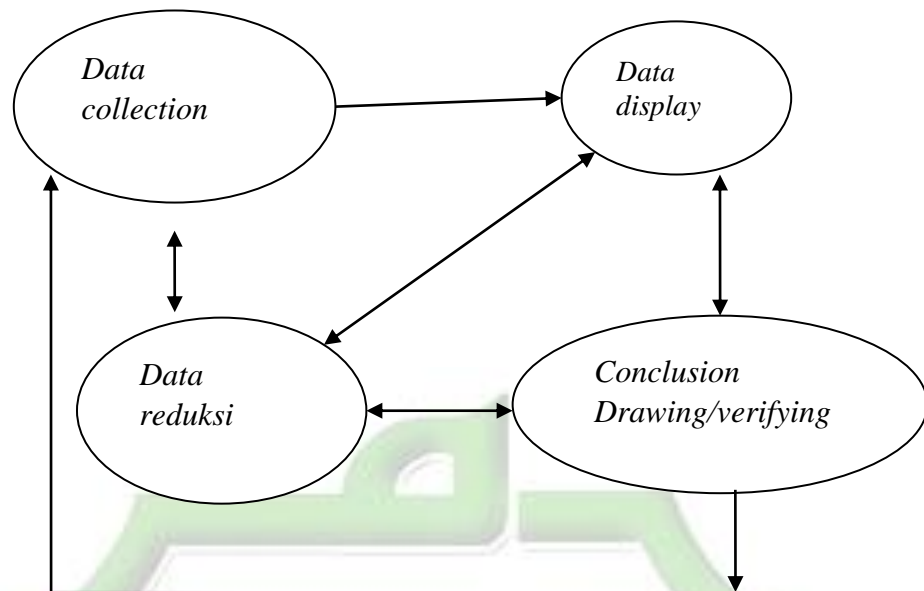 Data
collection
Data
display
Data
reduksi
Conclusion
Drawing/verifying